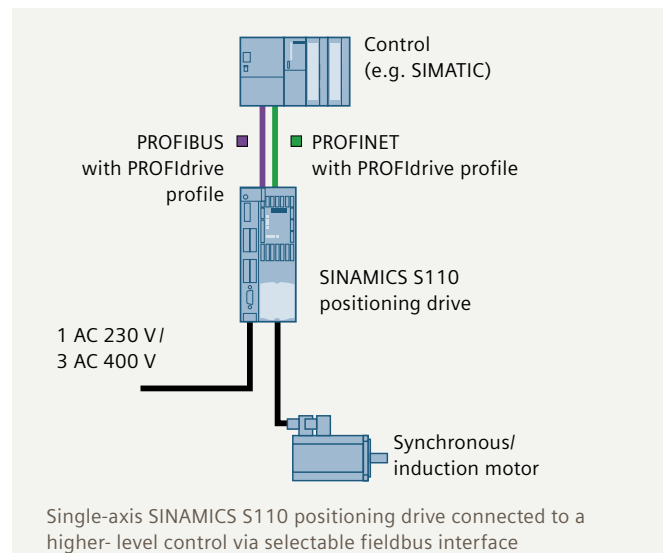 Control
(e.g. SIMATIC)
PROFIBUS
with PROFIdrive
profile
PROFINET
with PROFIdrive profile
SINAMICS S110
positioning drive
1 AC 230 V/
3 AC 400 V
Synchronous/
induction motor
Single-axis SINAMICS S110 positioning drive connected to a
higher- level control via selectable fieldbus interface